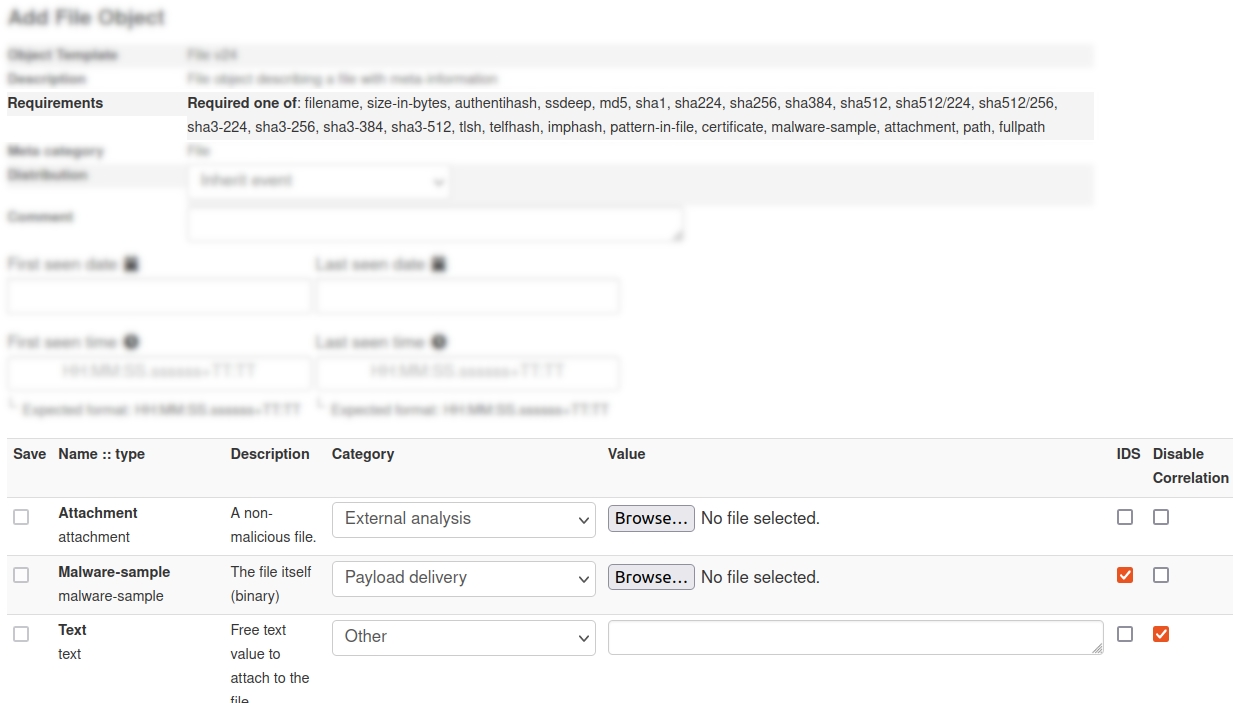 Add File Object
Object Template File v24
Description File object describing a file with meta information
Requirements Required one of: filename, size-in-bytes, authentihash, ssdeep, md5, sha1, sha224, sha256, sha384, sha512, sha512/224, sha512/256,
sha3-224, sha3-256, sha3-384, sha3-512, tlsh, telfhash, imphash, pattern-in-file, certificate, malware-sample, attachment, path, fullpath
Meta category File
Distribution Inherit event
Comment
First seen date Last seen date
First seen time Last seen time
HH:MM:SS.ssssss+TT:TT HH:MM:SS.ssssss+TT:TT
Expected format: HH:MM:SS.ssssss+TT:TT Expected format: HH:MM:SS.ssssss+TT:TT
Save Name :: type Description Category Value IDS Disable
Correlation
Attachment A non- External analysis Browse... No file selected.
attachment malicious file.
Malware-sample The file itself Payload delivery Browse... No file selected.
malware-sample (binary)
Text Free text Other
text value to
attach to the
file